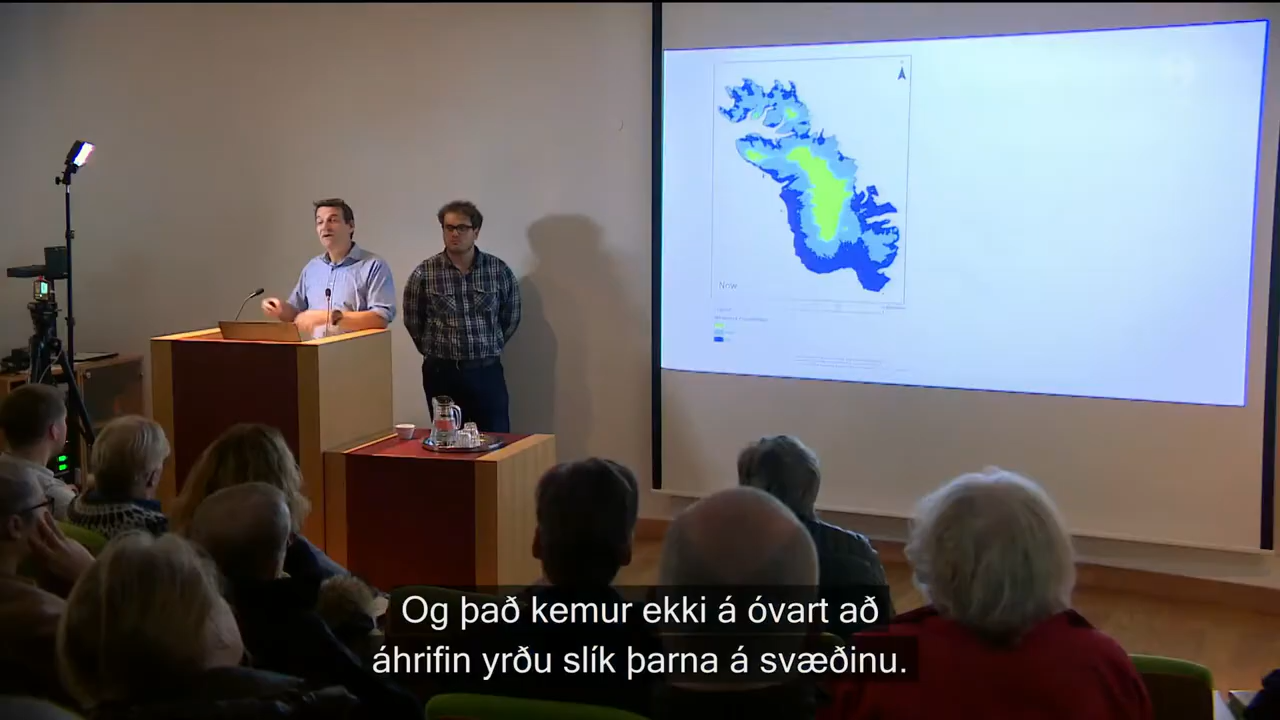 Now
Og það kemur ekki á óvart að
áhrifin yrðu slík þarna á svæðinu.